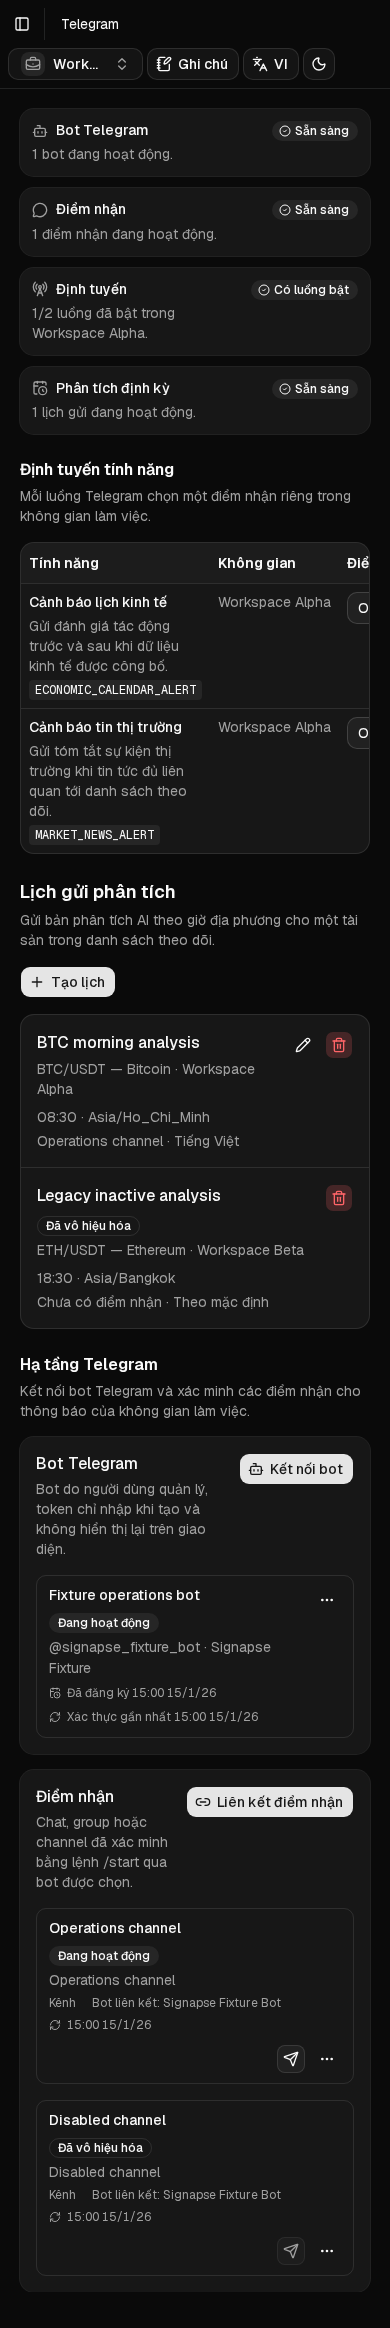 Telegram
Work...
Ghi chú
VI
Bot Telegram
Sẵn sàng
1 bot đang hoạt động.
Điểm nhận
Sẵn sàng
1 điểm nhận đang hoạt động.
Định tuyến
Có luồng bật
1/2 luồng đã bật trong
Workspace Alpha.
Phân tích định kỳ
Sẵn sàng
1 lịch gửi đang hoạt động.
Định tuyến tính năng
Mỗi luồng Telegram chọn một điểm nhận riêng trong
không gian làm việc.
Tính năng Không gian Điể
Cảnh báo lịch kinh tế Workspace Alpha O
Gửi đánh giá tác động
trước và sau khi dữ liệu
kinh tế được công bố.
ECONOMIC_CALENDAR_ALERT
Cảnh báo tin thị trường Workspace Alpha O
Gửi tóm tắt sự kiện thị
trường khi tin tức đủ liên
quan tới danh sách theo
dõi.
MARKET_NEWS_ALERT
Lịch gửi phân tích
Gửi bản phân tích AI theo giờ địa phương cho một tài
sản trong danh sách theo dõi.
Tạo lịch
BTC morning analysis
BTC/USDT — Bitcoin · Workspace
Alpha
08:30 · Asia/Ho_Chi_Minh
Operations channel · Tiếng Việt
Legacy inactive analysis
Đã vô hiệu hóa
ETH/USDT — Ethereum · Workspace Beta
18:30 · Asia/Bangkok
Chưa có điểm nhận · Theo mặc định
Hạ tầng Telegram
Kết nối bot Telegram và xác minh các điểm nhận cho
thông báo của không gian làm việc.
Bot Telegram
Kết nối bot
Bot do người dùng quản lý,
token chỉ nhập khi tạo và
không hiển thị lại trên giao
diện.
Fixture operations bot
Đang hoạt động
@signapse_fixture_bot · Signapse
Fixture
Đã đăng ký 15:00 15/1/26
Xác thực gần nhất 15:00 15/1/26
Điểm nhận
Liên kết điểm nhận
Chat, group hoặc
channel đã xác minh
bằng lệnh /start qua
bot được chọn.
Operations channel
Đang hoạt động
Operations channel
Kênh Bot liên kết: Signapse Fixture Bot
15:00 15/1/26
Disabled channel
Đã vô hiệu hóa
Disabled channel
Kênh Bot liên kết: Signapse Fixture Bot
15:00 15/1/26